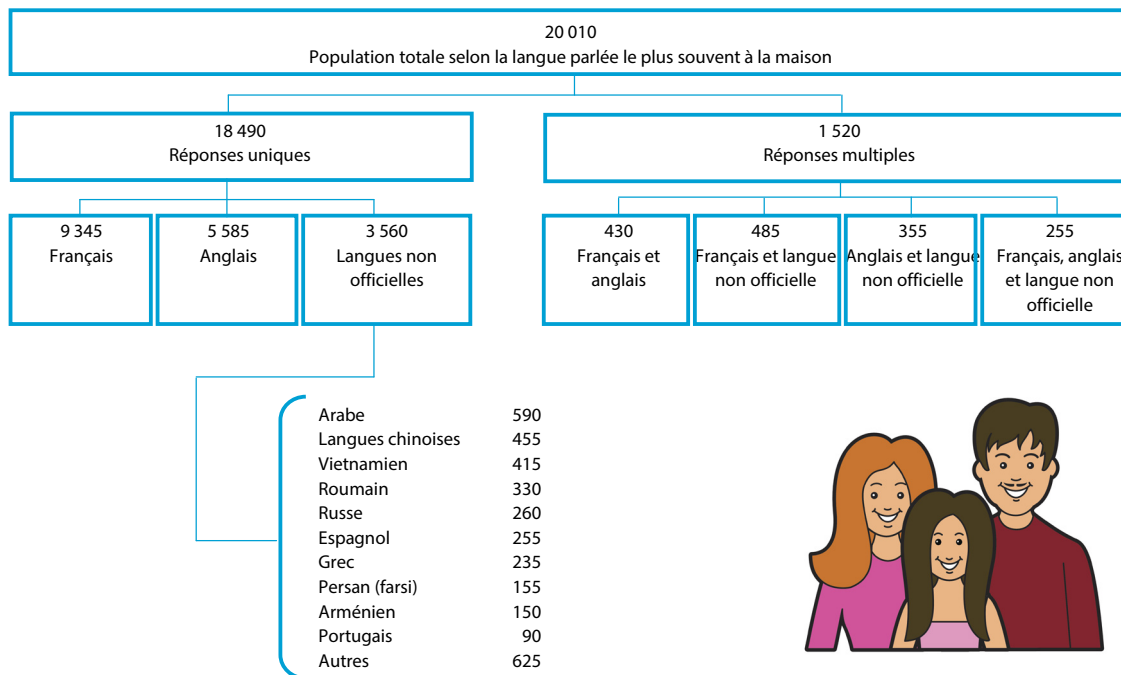 20 010
Population totale selon la langue parlée le plus souvent à la maison
18 490
Réponses uniques
1 520
Réponses multiples
9 345
Français
5 585
Anglais
3 560
Langues non
officielles
430
Français et
anglais
485
Français et langue
non officielle
355
Anglais et langue
non officielle
255
Français, anglais
et langue non
officielle
Arabe 590
Langues chinoises 455
Vietnamien 415
Roumain 330
Russe 260
Espagnol 255
Grec 235
Persan (farsi) 155
Arménien 150
Portugais 90
Autres 625